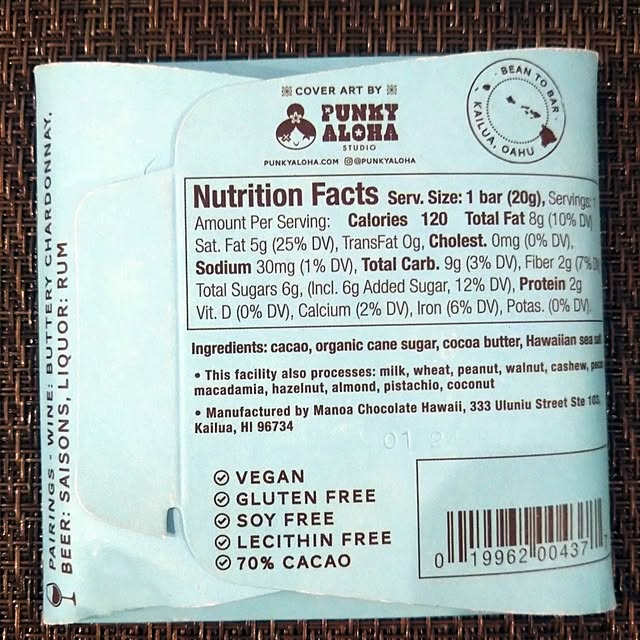 COVER ART BY
PUNKY
ALOHA
STUDIO
PUNKYALOHA.COM @PUNKYALOHA
· BEAN TO BAR ·
KAILUA, OAHU
Nutrition Facts Serv. Size: 1 bar (20g), Servings: 1
Amount Per Serving: Calories 120 Total Fat 8g (10% DV)
Sat. Fat 5g (25% DV), TransFat 0g, Cholest. 0mg (0% DV),
Sodium 30mg (1% DV), Total Carb. 9g (3% DV), Fiber 2g (7% DV)
Total Sugars 6g, (Incl. 6g Added Sugar, 12% DV), Protein 2g
Vit. D (0% DV), Calcium (2% DV), Iron (6% DV), Potas. (0% DV).
Ingredients: cacao, organic cane sugar, cocoa butter, Hawaiian sea
• This facility also processes: milk, wheat, peanut, walnut, cashew,
macadamia, hazelnut, almond, pistachio, coconut
• Manufactured by Manoa Chocolate Hawaii, 333 Uluniu Street Ste 103,
Kailua, HI 96734
VEGAN
GLUTEN FREE
SOY FREE
LECITHIN FREE
70% CACAO
0 19962 00437 7
PAIRINGS - WINE: BUTTERY CHARDONNAY,
BEER: SAISONS, LIQUOR: RUM